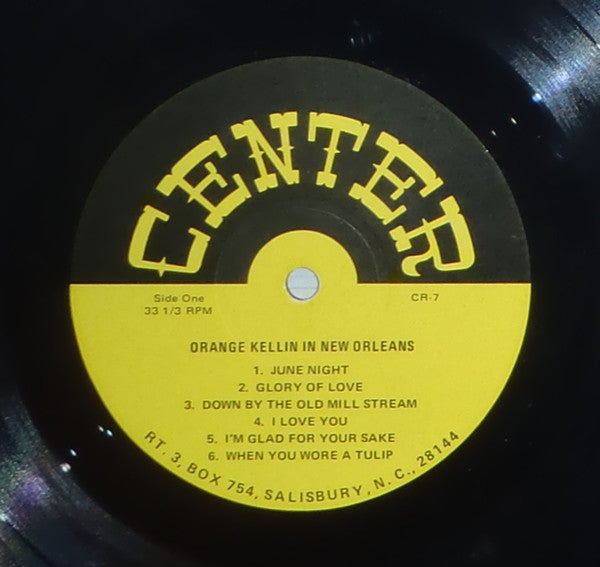 CENTER
Side One
33 1/3 RPM
CR-7
ORANGE KELLIN IN NEW ORLEANS
1. JUNE NIGHT
2. GLORY OF LOVE
3. DOWN BY THE OLD MILL STREAM
4. I LOVE YOU
5. I'M GLAD FOR YOUR SAKE
6. WHEN YOU WORE A TULIP
RT. 3, BOX 754, SALISBURY, N. C., 28144